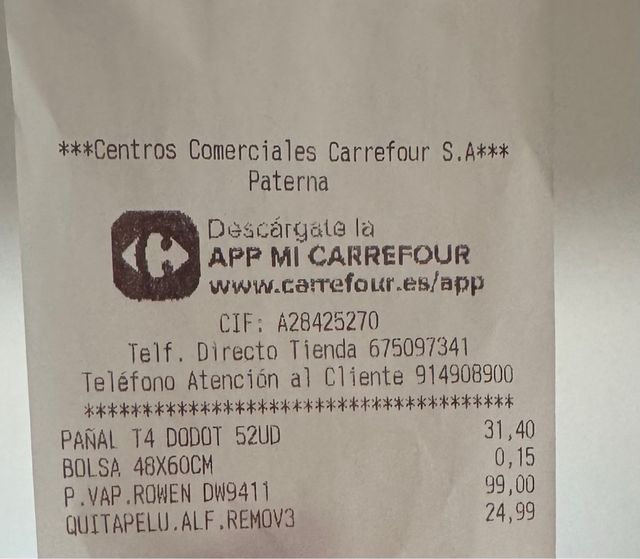 ***Centros Comerciales Carrefour S.A***
Paterna
Descárgate la
APP MI CARREFOUR
www.carrefour.es/app
CIF: A28425270
Telf. Directo Tienda 675097341
Teléfono Atención al Cliente 914908900
***************************************
PAÑAL T4 DODOT 52UD 31,40
BOLSA 48X60CM 0,15
P.VAP.ROWEN DW9411 99,00
QUITAPELU.ALF.REMOV3 24,99